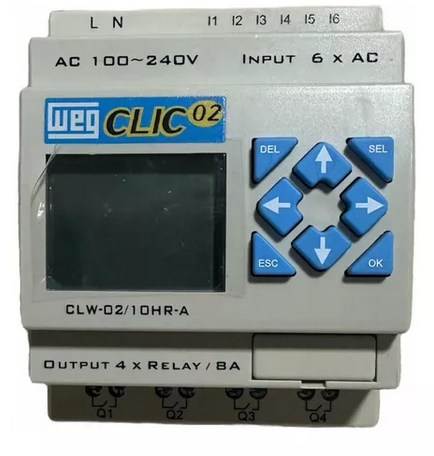 L N I1 I2 I3 I4 I5 I6
AC 100~240V INPUT 6 x AC
WEG CLIC 02
DEL SEL
ESC OK
CLW-02/10HR-A
OUTPUT 4 x RELAY / 8A
Q1 Q2 Q3 Q4